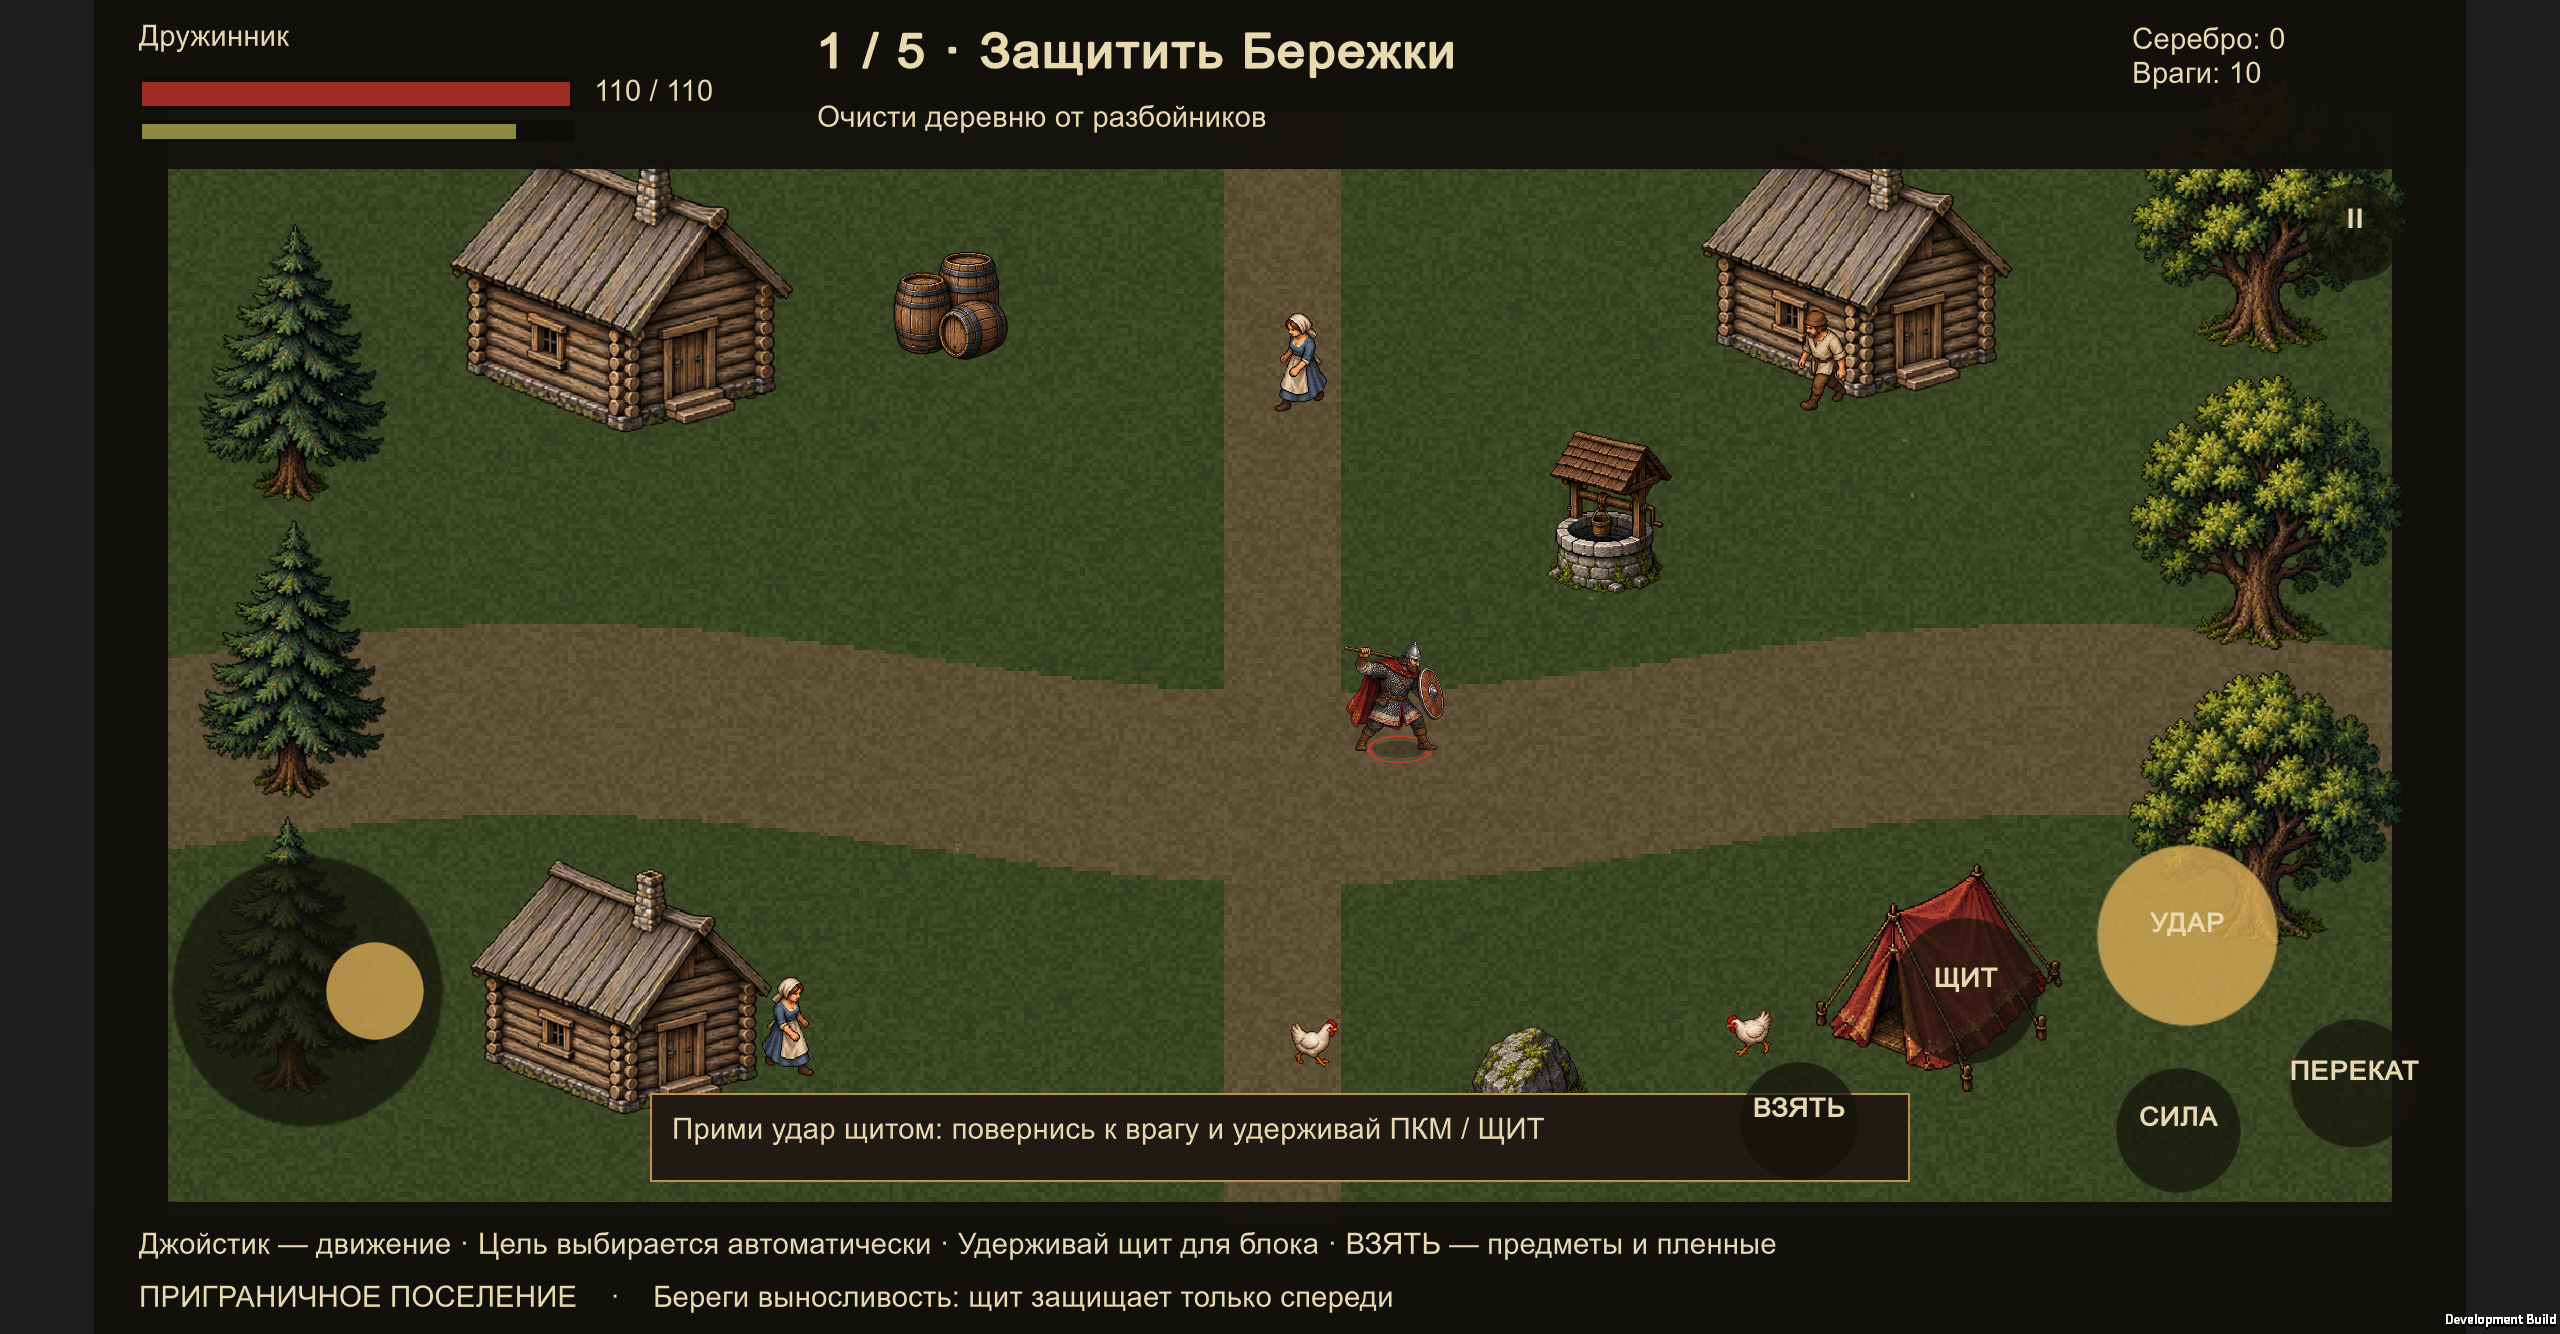 Дружинник
110 / 110
1 / 5 · Защитить Бережки
Очисти деревню от разбойников
Серебро: 0
Враги: 10
II
УДАР
ЩИТ
ПЕРЕКАТ
ВЗЯТЬ
СИЛА
Прими удар щитом: повернись к врагу и удерживай ПКМ / ЩИТ
Джойстик — движение · Цель выбирается автоматически · Удерживай щит для блока · ВЗЯТЬ — предметы и пленные
ПРИГРАНИЧНОЕ ПОСЕЛЕНИЕ · Береги выносливость: щит защищает только спереди
Development Build